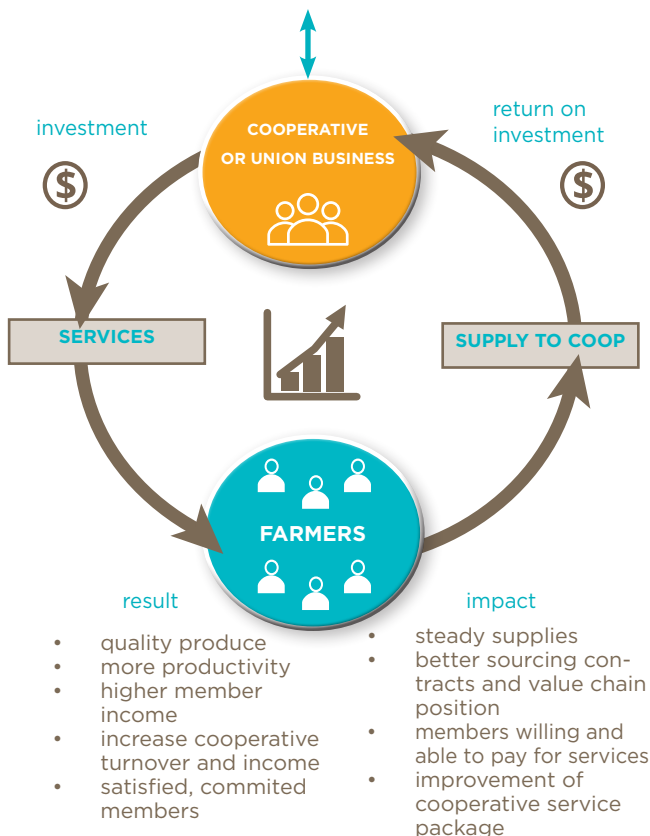 investment
$
COOPERATIVE
OR UNION BUSINESS
return on
investment
$
SERVICES
SUPPLY TO COOP
FARMERS
result
• quality produce
• more productivity
• higher member
income
• increase cooperative
turnover and income
• satisfied, commited
members
impact
• steady supplies
• better sourcing con-
tracts and value chain
position
• members willing and
able to pay for services
• improvement of
cooperative service
package